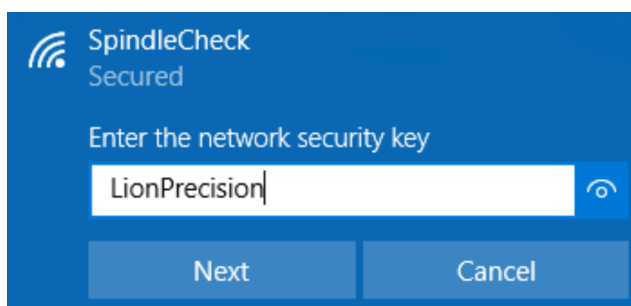 SpindleCheck
Secured
Enter the network security key
LionPrecision
Next Cancel